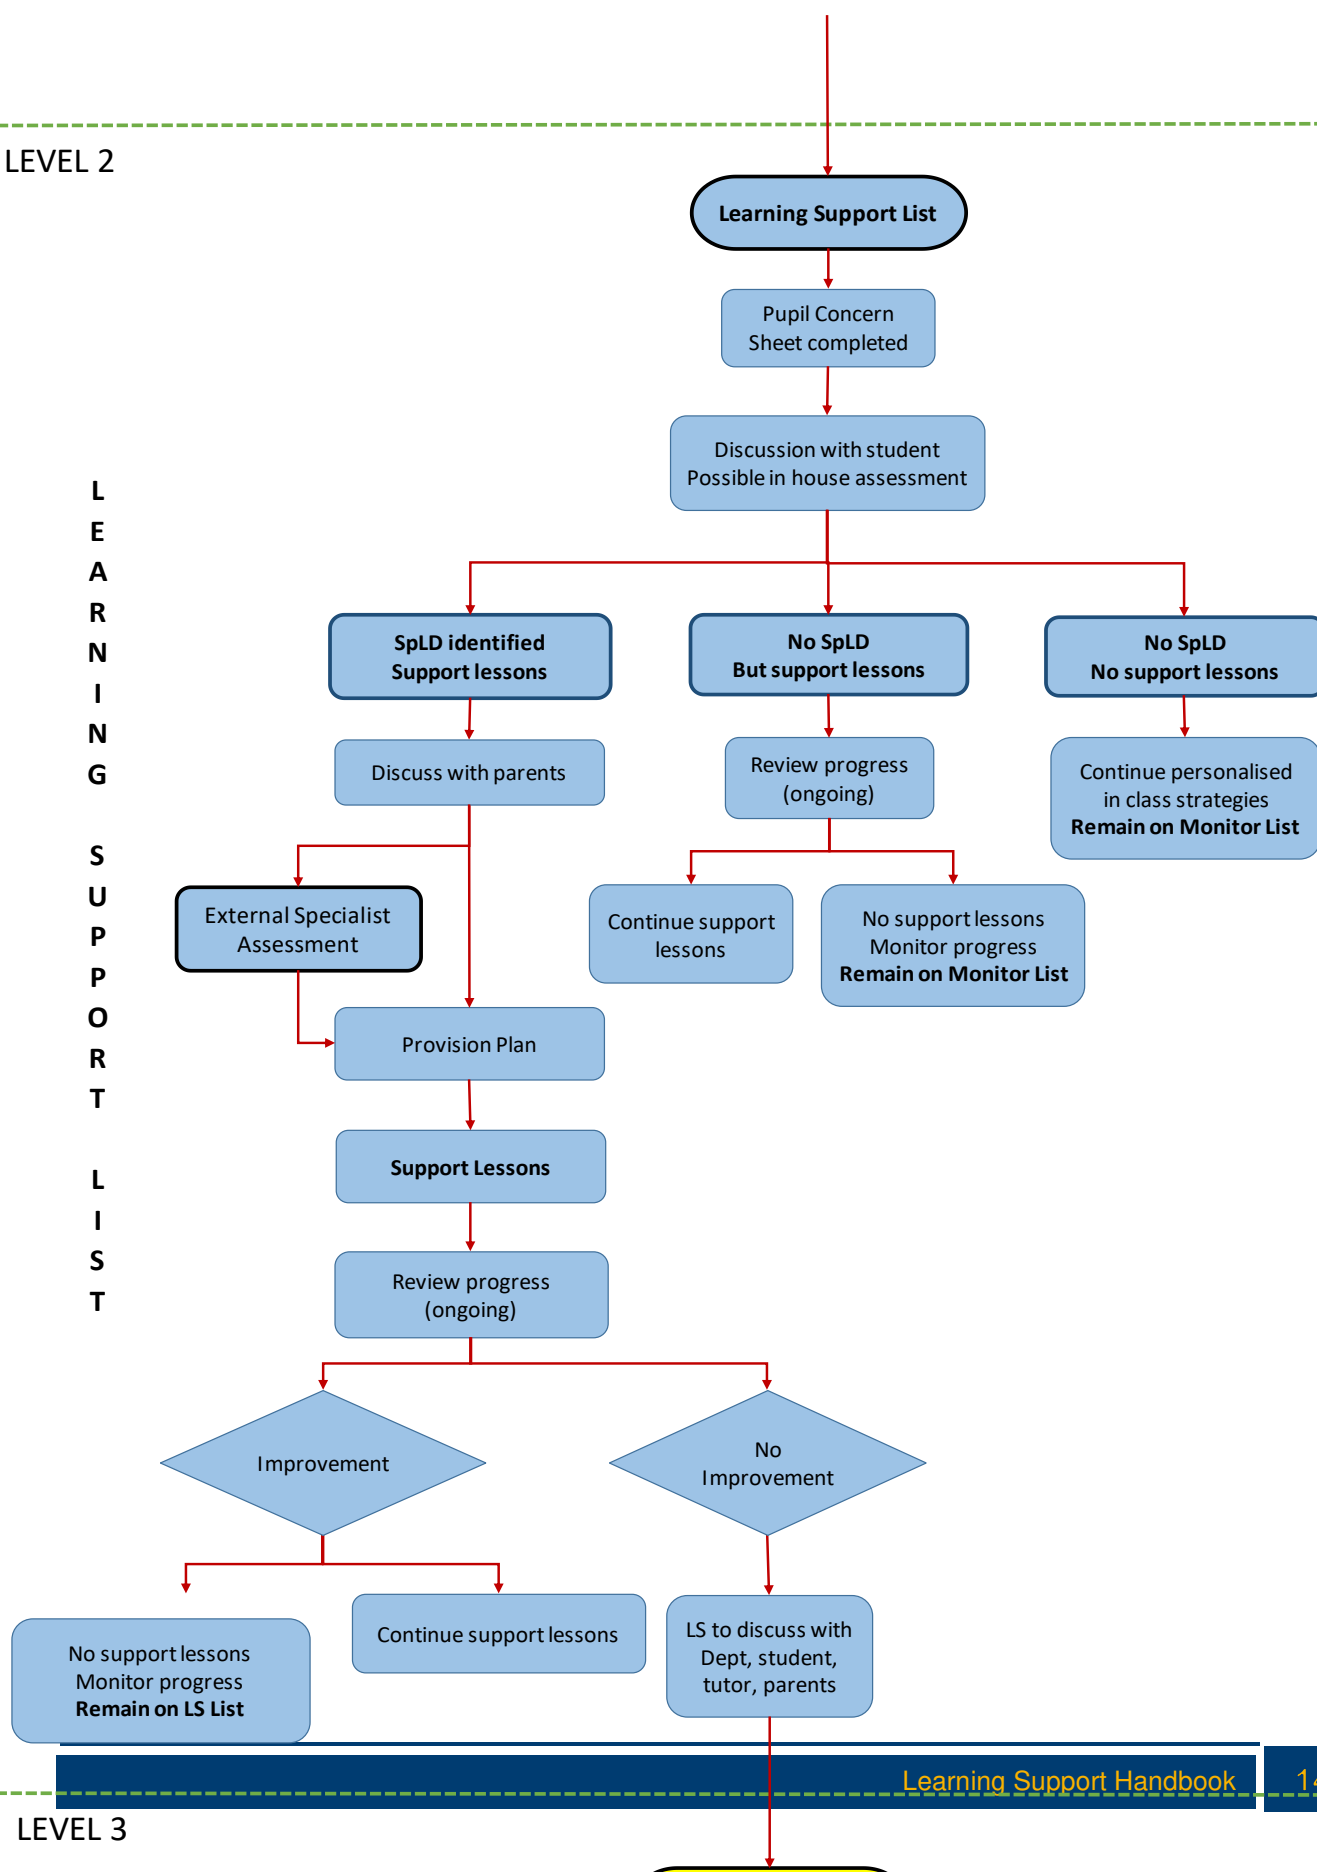 LEVEL 2
Learning Support List
Pupil Concern
Sheet completed
Discussion with student
Possible in house assessment
LEARNING SUPPORT LIST
SpLD identified
Support lessons
No SpLD
But support lessons
No SpLD
No support lessons
Discuss with parents
Review progress
(ongoing)
Continue personalised
in class strategies
Remain on Monitor List
External Specialist
Assessment
Continue support
lessons
No support lessons
Monitor progress
Remain on Monitor List
Provision Plan
Support Lessons
Review progress
(ongoing)
Improvement
No
Improvement
No support lessons
Monitor progress
Remain on LS List
Continue support lessons
LS to discuss with
Dept, student,
tutor, parents
Learning Support Handbook
14
LEVEL 3